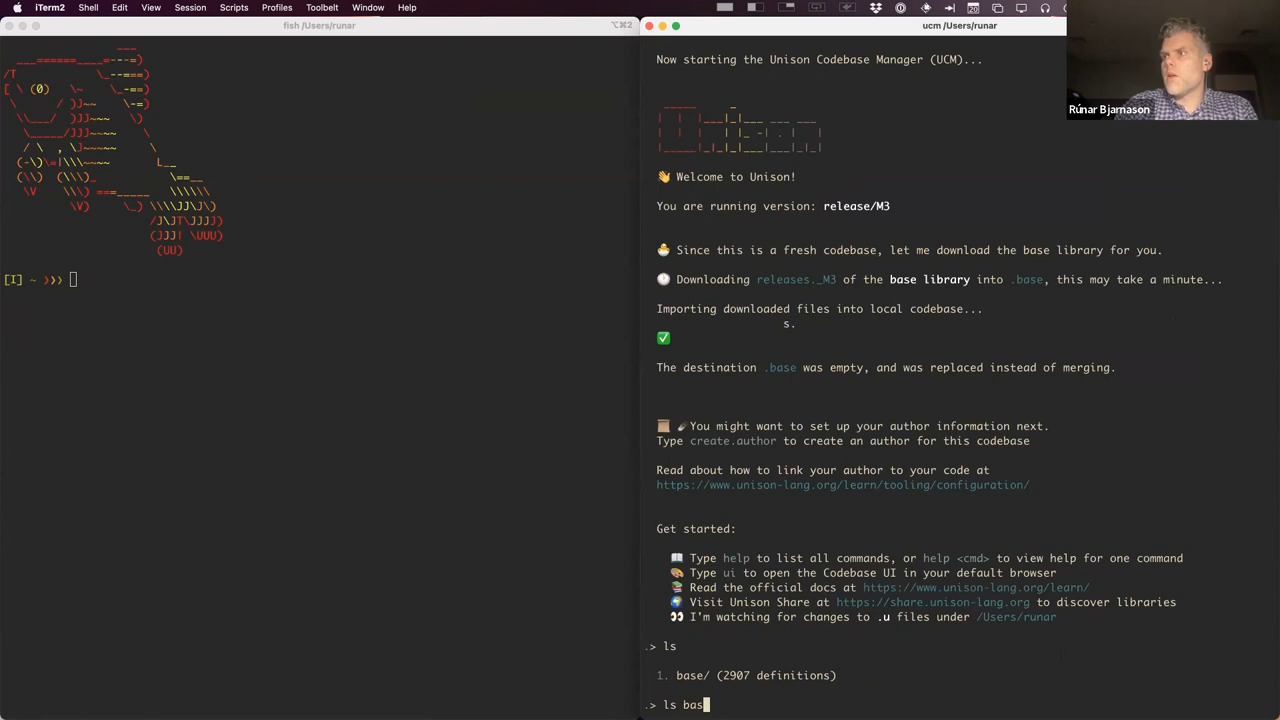 iTerm2 Shell Edit View Session Scripts Profiles Toolbelt Window Help
fish /Users/runar
⌥⌘2
[I] ~ ❯❯❯
ucm /Users/runar
Now starting the Unison Codebase Manager (UCM)...
👋 Welcome to Unison!
You are running version: release/M3
🐣 Since this is a fresh codebase, let me download the base library for you.
🕐 Downloading releases._M3 of the base library into .base, this may take a minute...
Importing downloaded files into local codebase...
s.
✅
The destination .base was empty, and was replaced instead of merging.
You might want to set up your author information next.
Type create.author to create an author for this codebase
Read about how to link your author to your code at
https://www.unison-lang.org/learn/tooling/configuration/
Get started:
📖 Type help to list all commands, or help <cmd> to view help for one command
🎨 Type ui to open the Codebase UI in your default browser
📚 Read the official docs at https://www.unison-lang.org/learn/
🌍 Visit Unison Share at https://share.unison-lang.org to discover libraries
👀 I'm watching for changes to .u files under /Users/runar
.> ls
1. base/ (2907 definitions)
.> ls bas
Rúnar Bjarnason